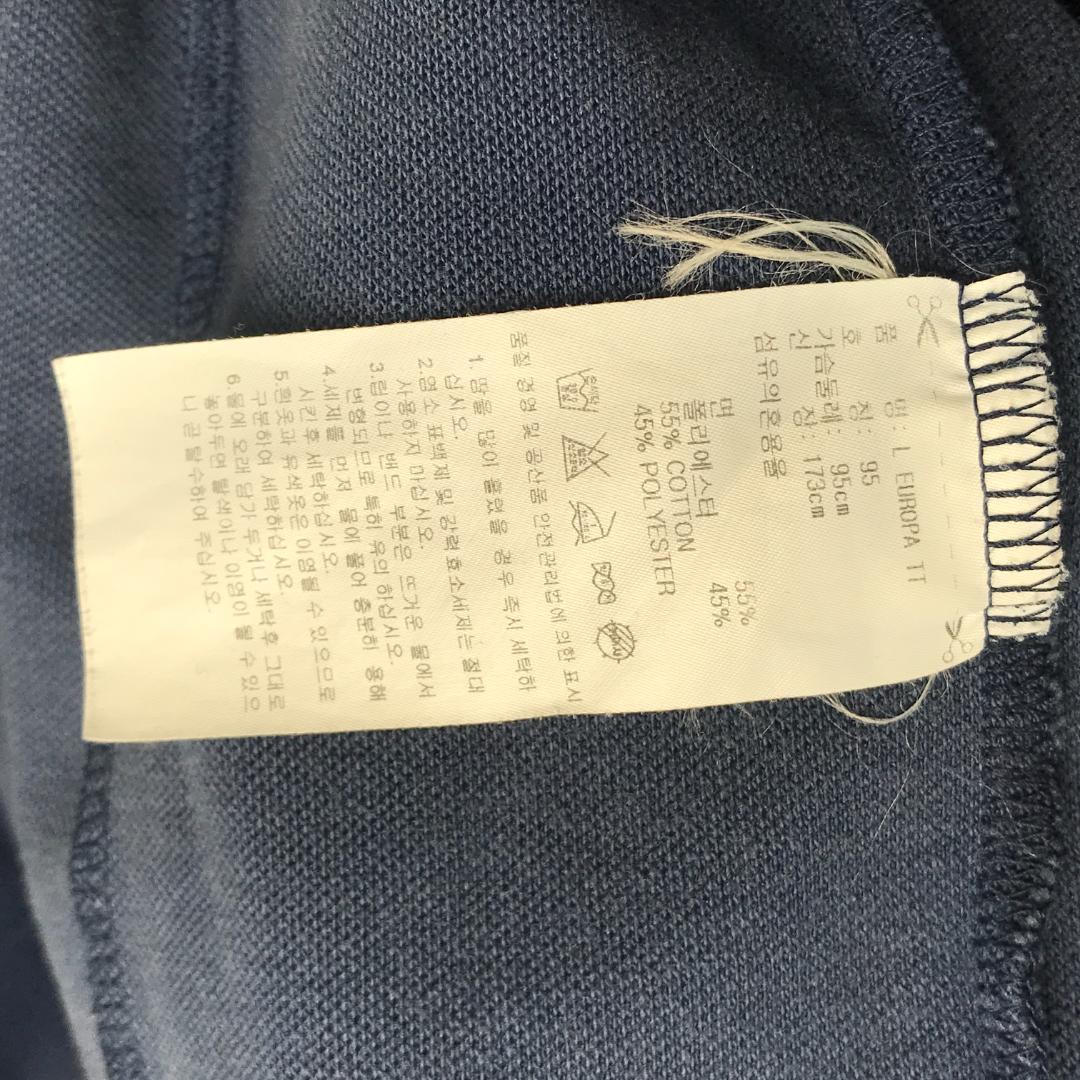 품 명: L EUROPA TT
호 칭: 95
가슴둘레: 95cm
신 장: 173cm
섬유의혼용율
면 55%
폴리에스터 45%
55% COTTON
45% POLYESTER
품질 경영 및 공산품 안전관리법에 의한 표시
1. 땀을 많이 흘렸을 경우 즉시 세탁하
십시오.
2.염소 표백제 및 강력효소세제는 절대
사용하지 마십시오.
3.림이나 밴드 부분은 뜨거운 물에서
변형되므로 특히 유의 하십시오.
4.세제를 먼저 물에 풀어 충분히 용해
시킨후 세탁하십시오.
5.흰옷과 유색옷은 이염될 수 있으므로
구분하여 세탁하십시오.
6.물에 오래 담가 두거나 세탁후 그대로
놓아두면 탈색이나 이염이 될 수 있으
니 곧 탈수하여 주십시오.